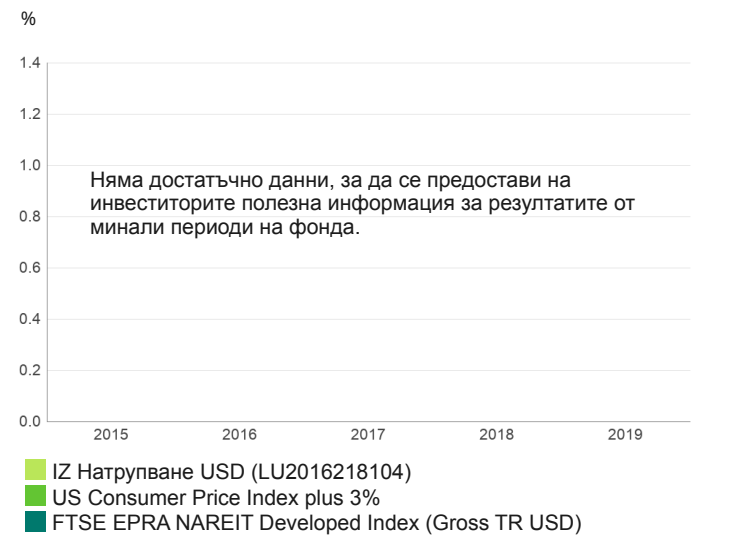 %
1.4
1.2
1.0
Няма достатъчно данни, за да се предостави на
инвеститорите полезна информация за резултатите от
минали периоди на фонда.
0.8
0.6
0.4
0.2
0.0
2015 2016 2017 2018 2019
IZ Натрупване USD (LU2016218104)
US Consumer Price Index plus 3%
FTSE EPRA NAREIT Developed Index (Gross TR USD)